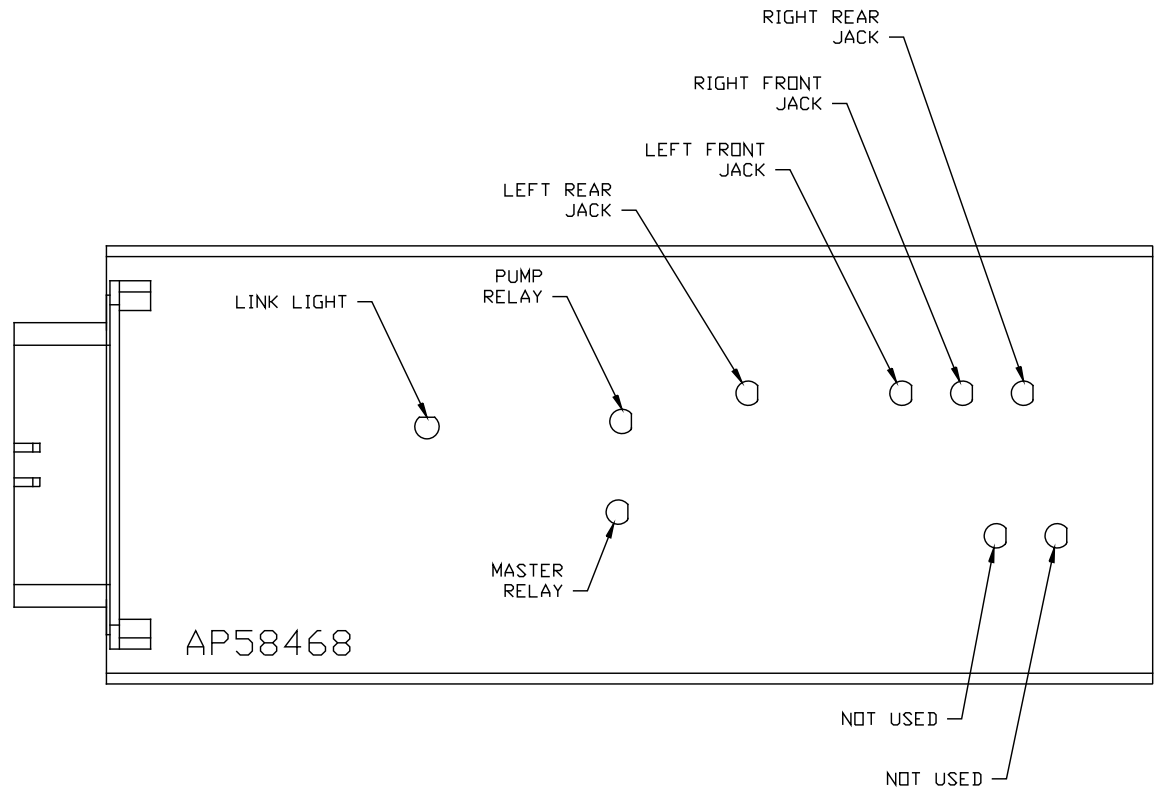 RIGHT REAR
JACK
RIGHT FRONT
JACK
LEFT FRONT
JACK
LEFT REAR
JACK
PUMP
RELAY
LINK LIGHT
MASTER
RELAY
AP58468
NOT USED
NOT USED